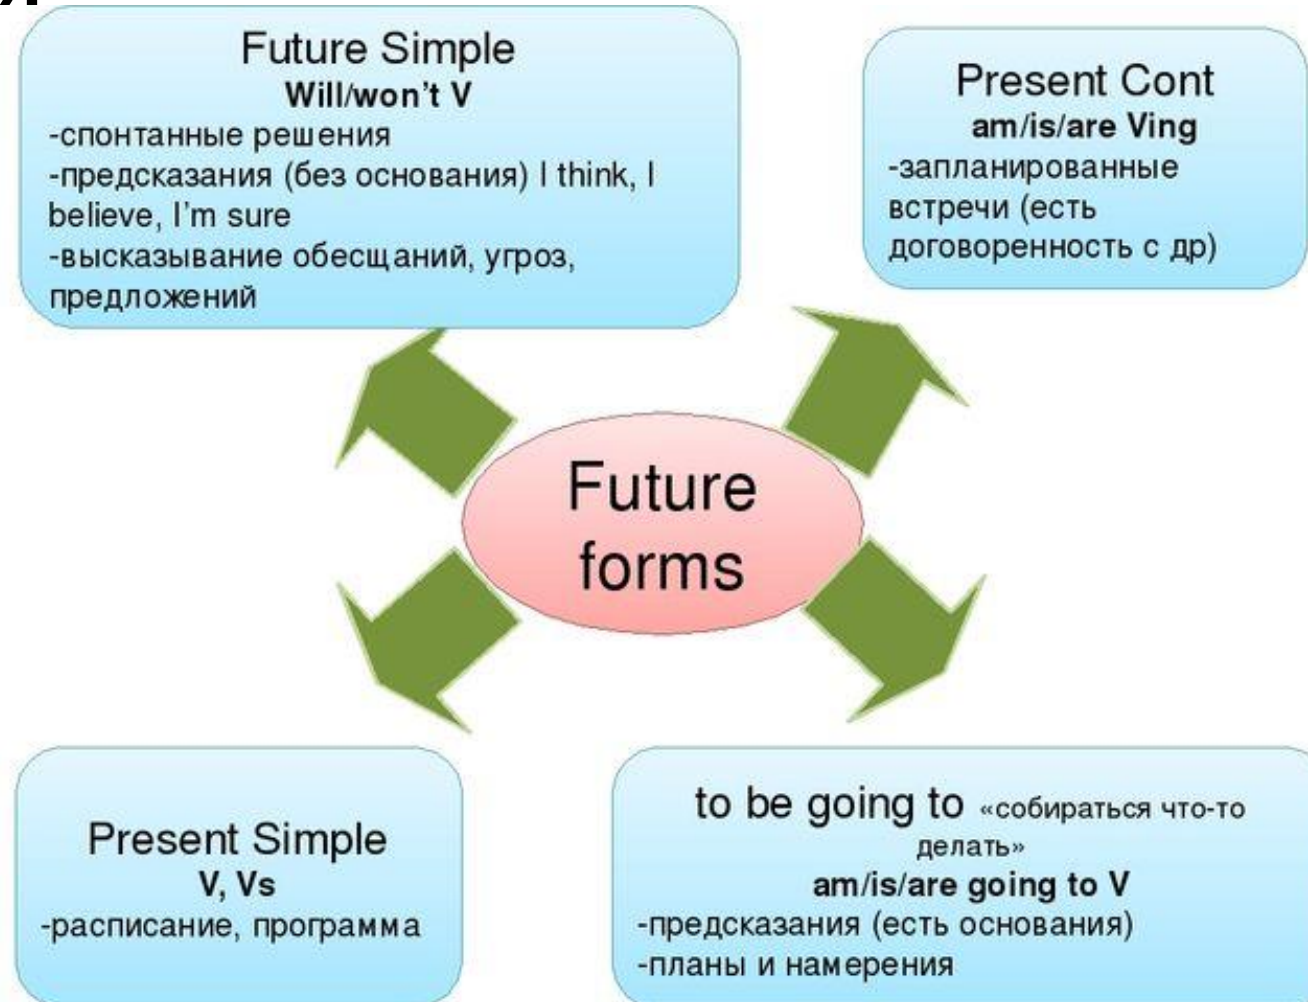 Future Simple
Will/won't V
-спонтанные решения
-предсказания (без основания) I think, I
believe, I'm sure
-высказывание обесщаний, угроз,
предложений
Present Cont
am/is/are Ving
-запланированные
встречи (есть
договоренность с др)
Future
forms
Present Simple
V, Vs
-расписание, программа
to be going to «собираться что-то
делать»
am/is/are going to V
-предсказания (есть основания)
-планы и намерения